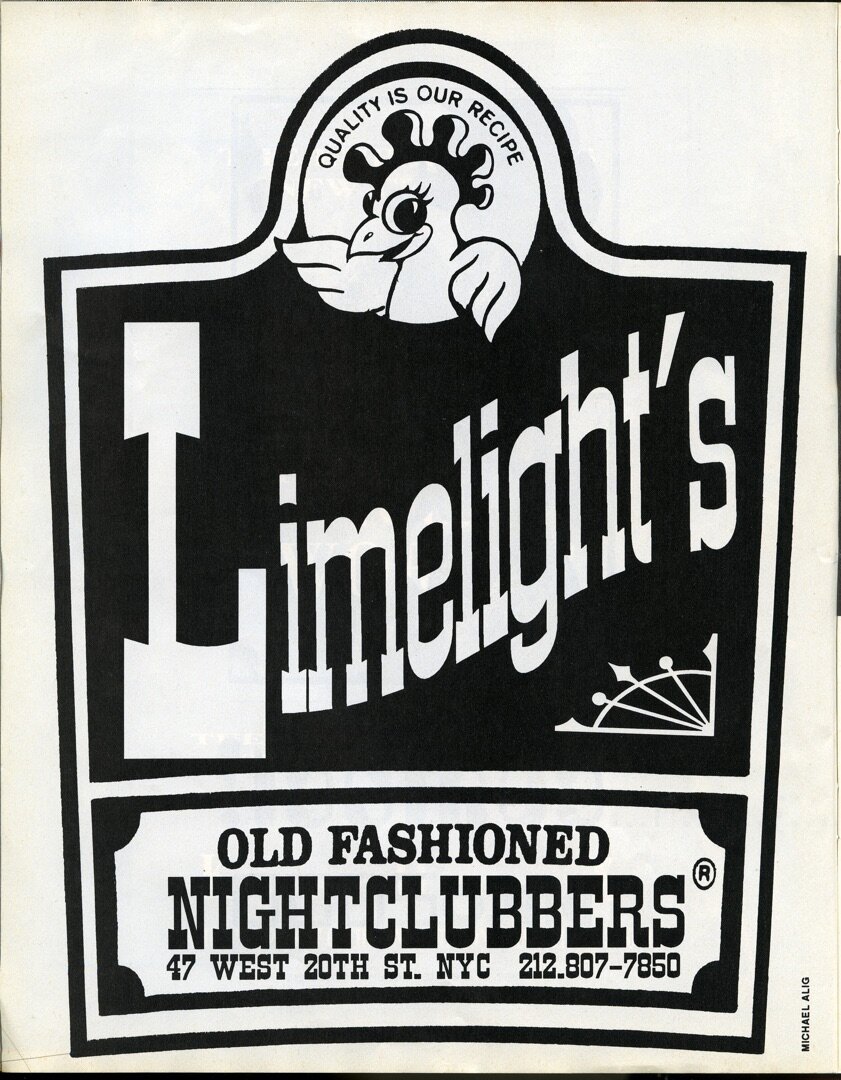 QUALITY IS OUR RECIPE
Limelight's
OLD FASHIONED
NIGHTCLUBBERS®
47 WEST 20TH ST. NYC 212.807-7850
MICHAEL ALIG